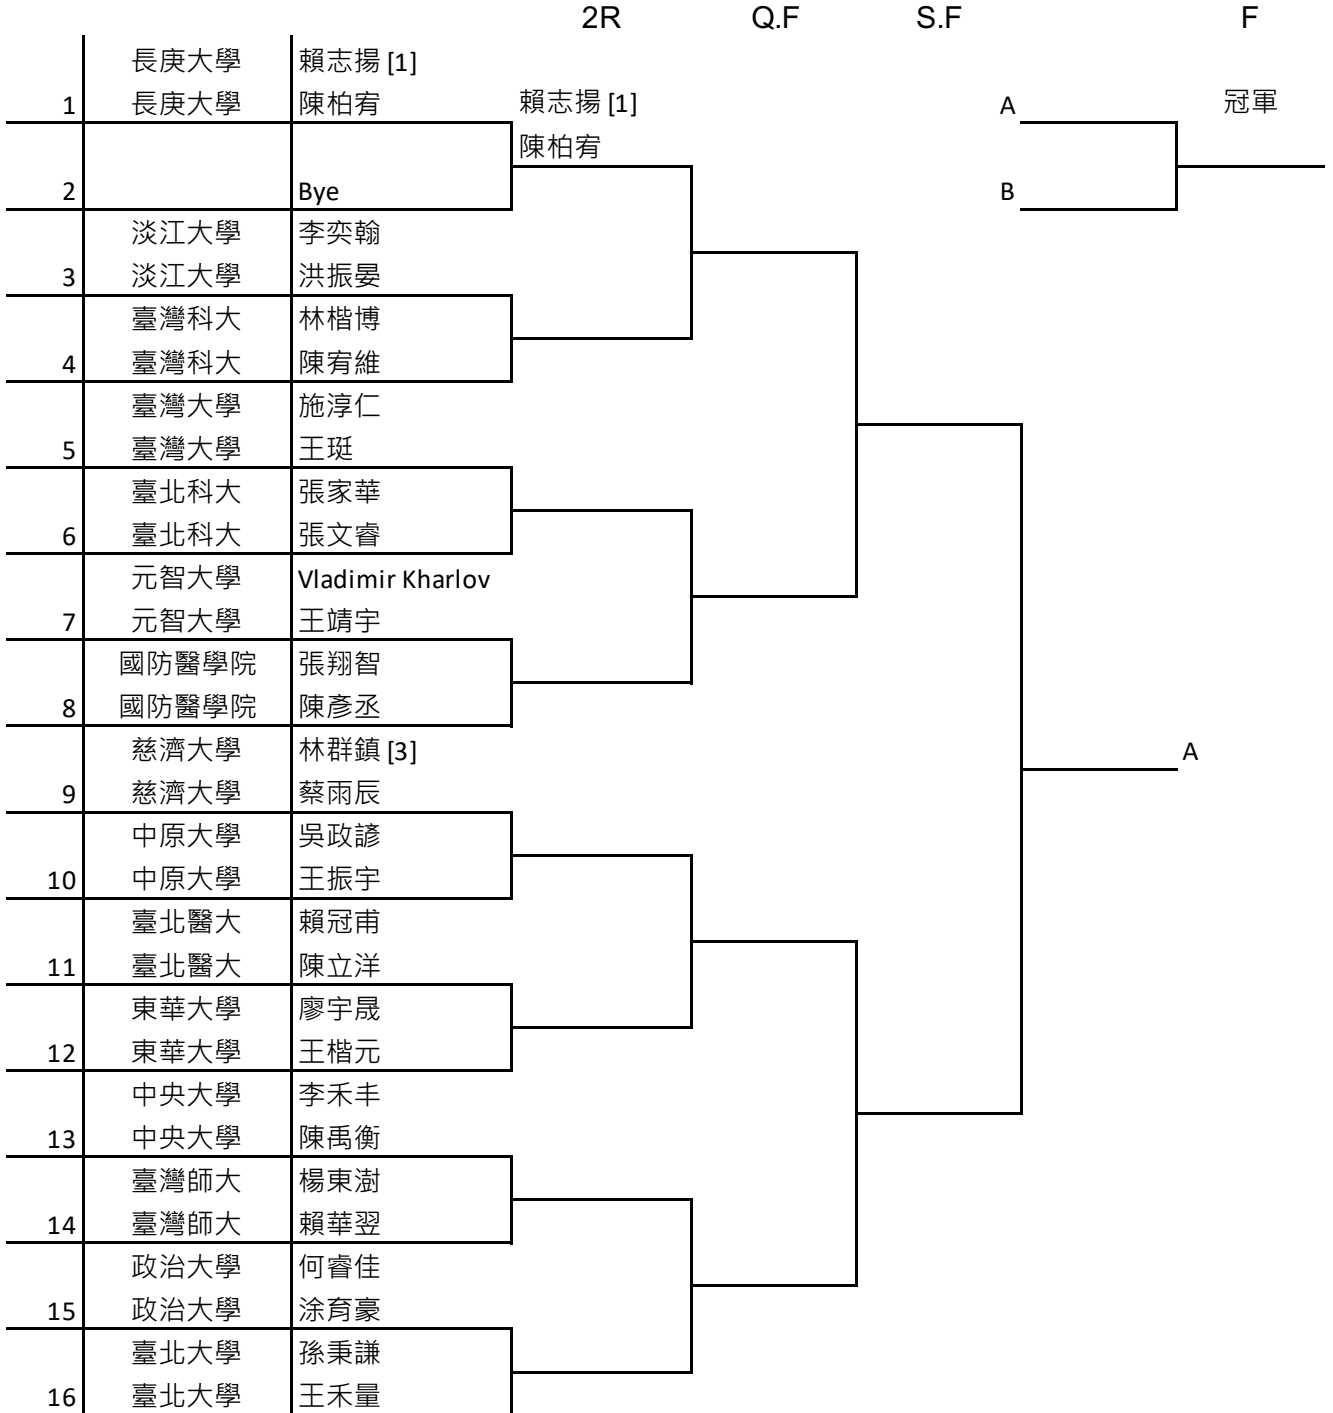 2R Q.F S.F F
長庚大學 賴志揚 [1]
1 長庚大學 陳柏宥 賴志揚 [1] A 冠軍
陳柏宥
2 Bye B
淡江大學 李奕翰
3 淡江大學 洪振晏
臺灣科大 林楷博
4 臺灣科大 陳宥維
臺灣大學 施淳仁
5 臺灣大學 王珽
臺北科大 張家華
6 臺北科大 張文睿
元智大學 Vladimir Kharlov
7 元智大學 王靖宇
國防醫學院 張翔智
8 國防醫學院 陳彥丞
慈濟大學 林群鎮 [3] A
9 慈濟大學 蔡雨辰
中原大學 吳政諺
10 中原大學 王振宇
臺北醫大 賴冠甫
11 臺北醫大 陳立洋
東華大學 廖宇晟
12 東華大學 王楷元
中央大學 李禾丰
13 中央大學 陳禹衡
臺灣師大 楊東澍
14 臺灣師大 賴華翌
政治大學 何睿佳
15 政治大學 涂育豪
臺北大學 孫秉謙
16 臺北大學 王禾量